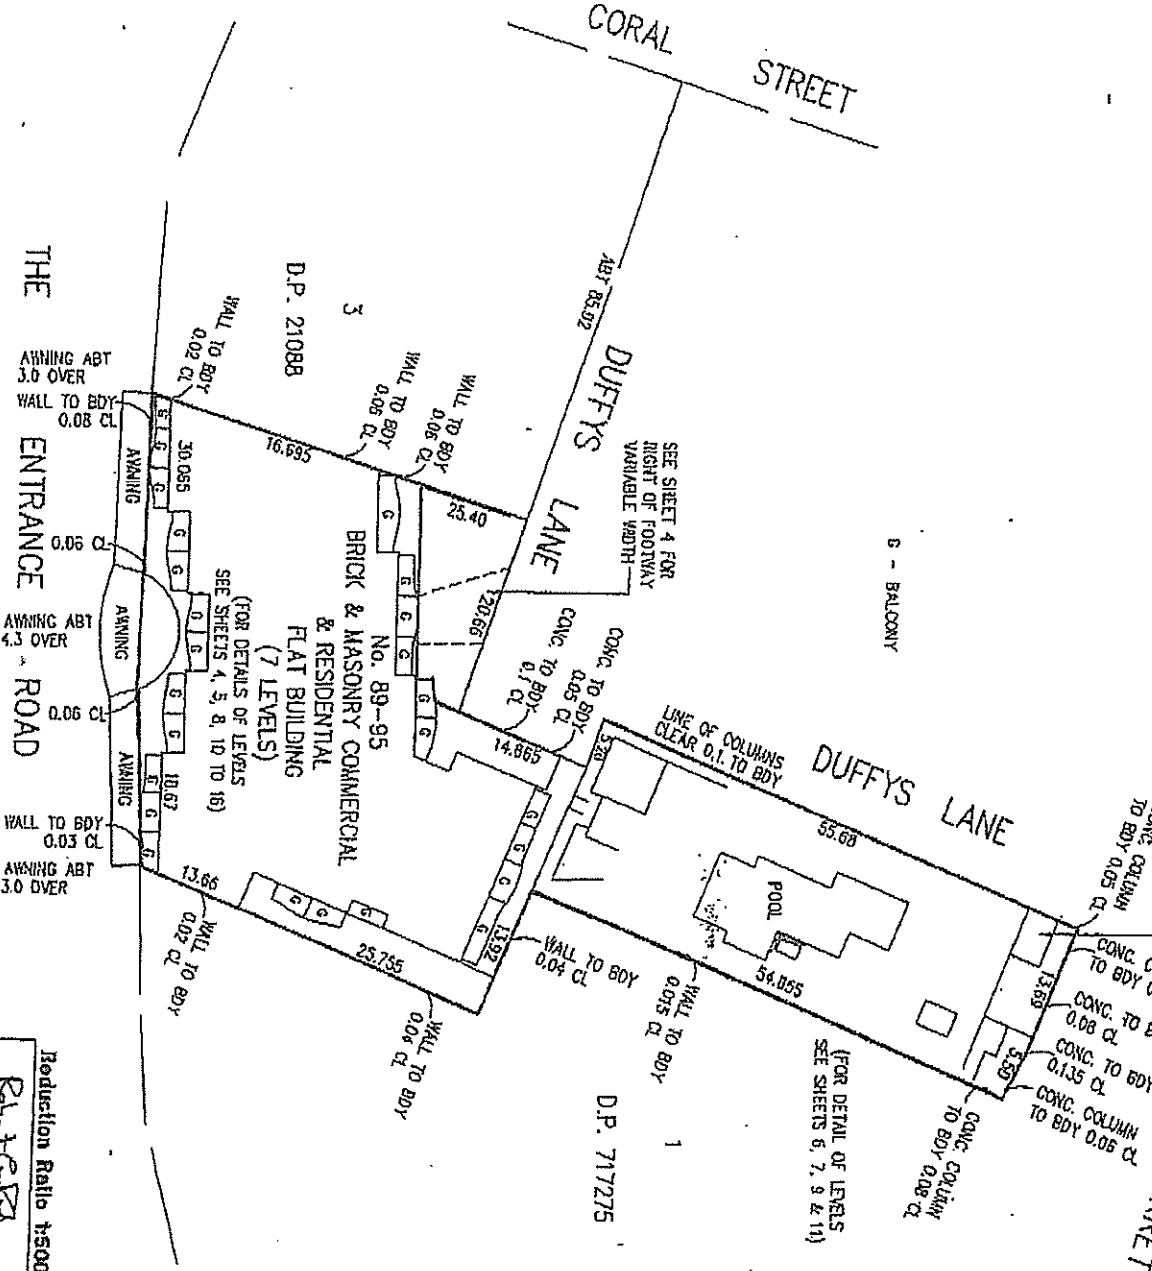 CORAL STREET
ABT 85.02
DUFFYS LANE
THE ENTRANCE ROAD
D.P. 21088
3
WALL TO BDY
0.02 CL
WALL TO BDY
0.06 CL
WALL TO BDY
0.06 CL
16.695
25.40
SEE SHEET 4 FOR
RIGHT OF FOOTWAY
VARIABLE WIDTH
G - BALCONY
AWNING ABT
3.0 OVER
WALL TO BDY
0.08 CL
AWNING
0.06 CL
AWNING ABT
4.3 OVER
AWNING
0.06 CL
AWNING
WALL TO BDY
0.03 CL
AWNING ABT
3.0 OVER
30.085
G
G
G
G
G
G
G
G
G
G
G
G
20.66
No. 89-95
BRICK & MASONRY COMMERCIAL
& RESIDENTIAL
FLAT BUILDING
(7 LEVELS)
(FOR DETAILS OF LEVELS
SEE SHEETS 4, 5, 8, 10 TO 16)
CONC. TO BDY
0.1 CL
CONC. TO BDY
0.05 CL
14.865
5.20
LINE OF COLUMNS
CLEAR 0.1. TO BDY
DUFFYS LANE
55.68
POOL
54.055
13.66
WALL TO BDY
0.02 CL
25.755
WALL TO BDY
0.04 CL
13.92
WALL TO BDY
0.04 CL
WALL TO BDY
0.015 CL
COLUMN
TO BDY 0.05 CL
13.69
CONC. TO
0.08 CL
CONC. TO BDY
0.135 CL
5.50
CONC. COLUMN
TO BDY 0.06 CL
CONC. COLUMN
TO BDY 0.08 CL
(FOR DETAIL OF LEVELS
SEE SHEETS 6, 7, 9 & 11)
1
D.P. 717275
Reduction Ratio 1:500